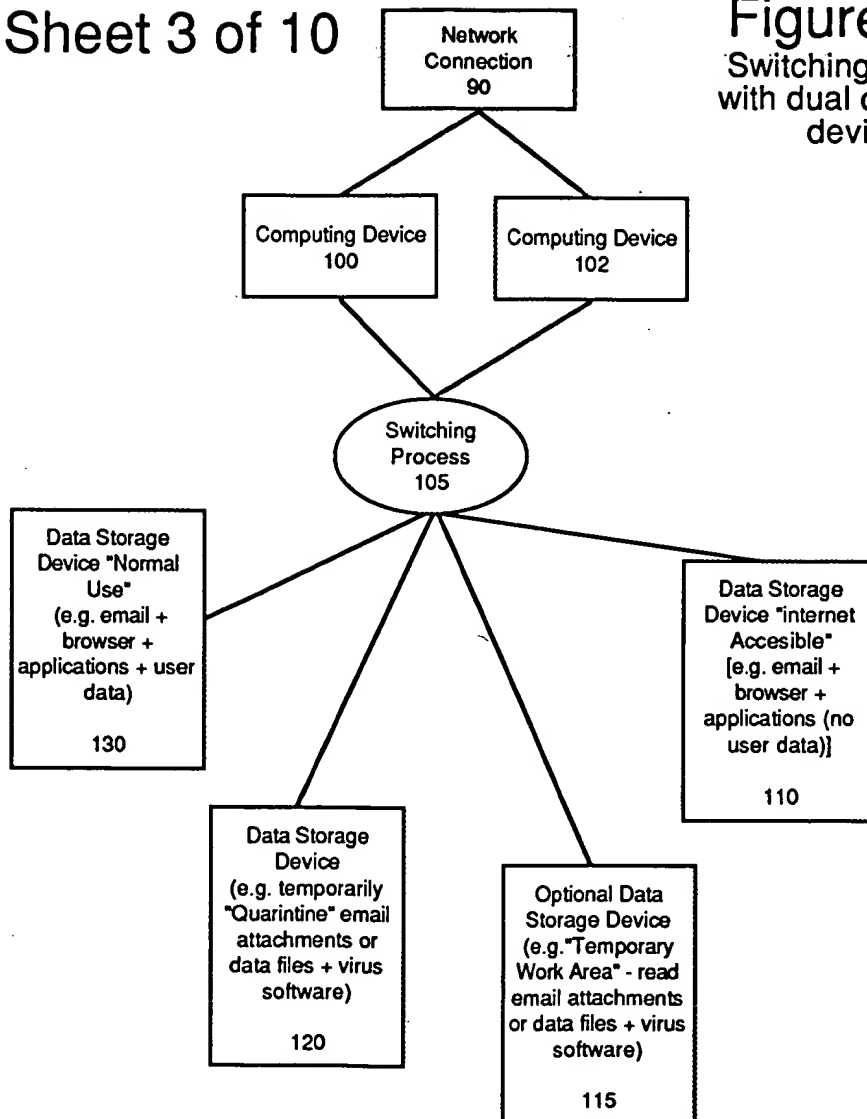 Sheet 3 of 10
Figure
Switching
with dual
Network
Connection
90
Computing Device
100
Computing Device
102
Switching
Process
105
Data Storage
Device "Normal
Use"
(e.g. email +
browser +
applications + user
data)
130
Data Storage
Device "internet
Accesible"
[e.g. email +
browser +
applications (no
user data)]
110
Data Storage
Device
(e.g. temporarily
"Quarintine" email
attachments or
data files + virus
software)
120
Optional Data
Storage Device
(e.g."Temporary
Work Area" - read
email attachments
or data files + virus
software)
115